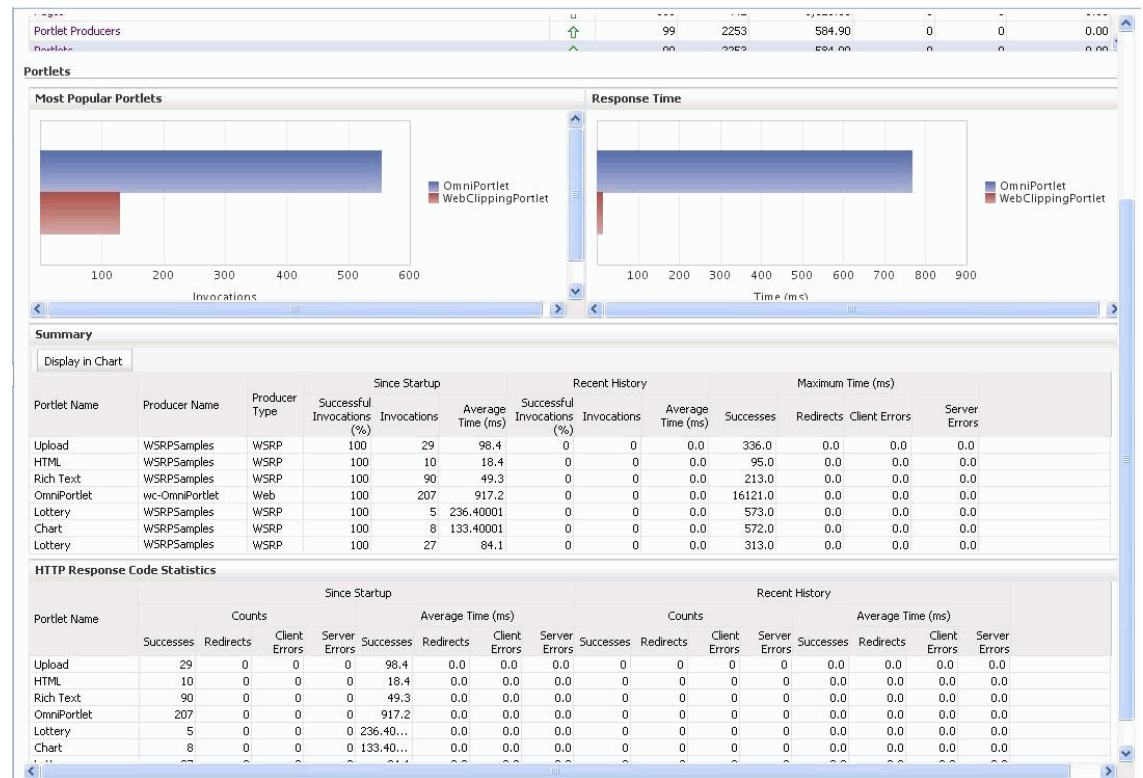 Portlet Producers 99 2253 584.90 0 0 0.00
Portlets 99 2253 584.90 0 0 0.00
Portlets
Most Popular Portlets
OmniPortlet
WebClippingPortlet
100 200 300 400 500 600
Invocations
Response Time
OmniPortlet
WebClippingPortlet
100 200 300 400 500 600 700 800 900
Time (ms)
Summary
Display in Chart
Since Startup Recent History Maximum Time (ms)
Portlet Name Producer Name Producer Type Successful Invocations (%) Invocations Average Time (ms) Successful Invocations (%) Invocations Average Time (ms) Successes Redirects Client Errors Server Errors
Upload WSRPSamples WSRP 100 29 98.4 0 0 0.0 336.0 0.0 0.0 0.0
HTML WSRPSamples WSRP 100 10 18.4 0 0 0.0 95.0 0.0 0.0 0.0
Rich Text WSRPSamples WSRP 100 90 49.3 0 0 0.0 213.0 0.0 0.0 0.0
OmniPortlet wc-OmniPortlet Web 100 207 917.2 0 0 0.0 16121.0 0.0 0.0 0.0
Lottery WSRPSamples WSRP 100 5 236.40001 0 0 0.0 573.0 0.0 0.0 0.0
Chart WSRPSamples WSRP 100 8 133.40001 0 0 0.0 572.0 0.0 0.0 0.0
Lottery WSRPSamples WSRP 100 27 84.1 0 0 0.0 313.0 0.0 0.0 0.0
HTTP Response Code Statistics
Since Startup Recent History
Portlet Name Counts Average Time (ms) Counts Average Time (ms)
Successes Redirects Client Errors Server Errors Successes Redirects Client Errors Server Errors Successes Redirects Client Errors Server Errors Successes Redirects Client Errors Server Errors
Upload 29 0 0 0 98.4 0.0 0.0 0.0 0 0 0 0 0.0 0.0 0.0 0.0
HTML 10 0 0 0 18.4 0.0 0.0 0.0 0 0 0 0 0.0 0.0 0.0 0.0
Rich Text 90 0 0 0 49.3 0.0 0.0 0.0 0 0 0 0 0.0 0.0 0.0 0.0
OmniPortlet 207 0 0 0 917.2 0.0 0.0 0.0 0 0 0 0 0.0 0.0 0.0 0.0
Lottery 5 0 0 0 236.40... 0.0 0.0 0.0 0 0 0 0 0.0 0.0 0.0 0.0
Chart 8 0 0 0 133.40... 0.0 0.0 0.0 0 0 0 0 0.0 0.0 0.0 0.0